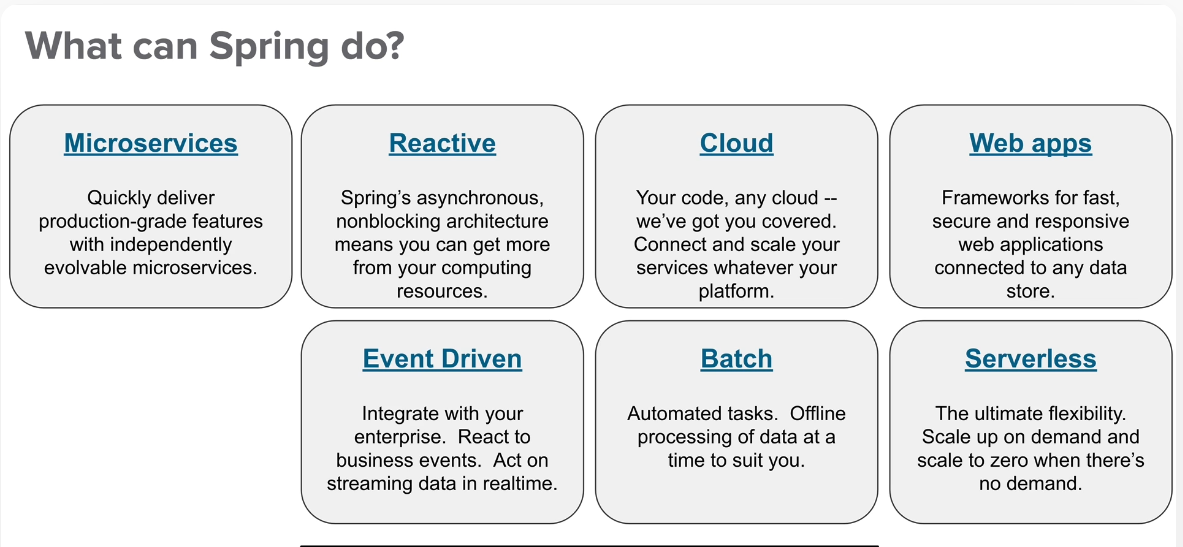 What can Spring do?
Microservices
Quickly deliver
production-grade features
with independently
evolvable microservices.
Reactive
Spring’s asynchronous,
nonblocking architecture
means you can get more
from your computing
resources.
Cloud
Your code, any cloud --
we’ve got you covered.
Connect and scale your
services whatever your
platform.
Web apps
Frameworks for fast,
secure and responsive
web applications
connected to any data
store.
Event Driven
Integrate with your
enterprise.  React to
business events.  Act on
streaming data in realtime.
Batch
Automated tasks.  Offline
processing of data at a
time to suit you.
Serverless
The ultimate flexibility.
Scale up on demand and
scale to zero when there’s
no demand.